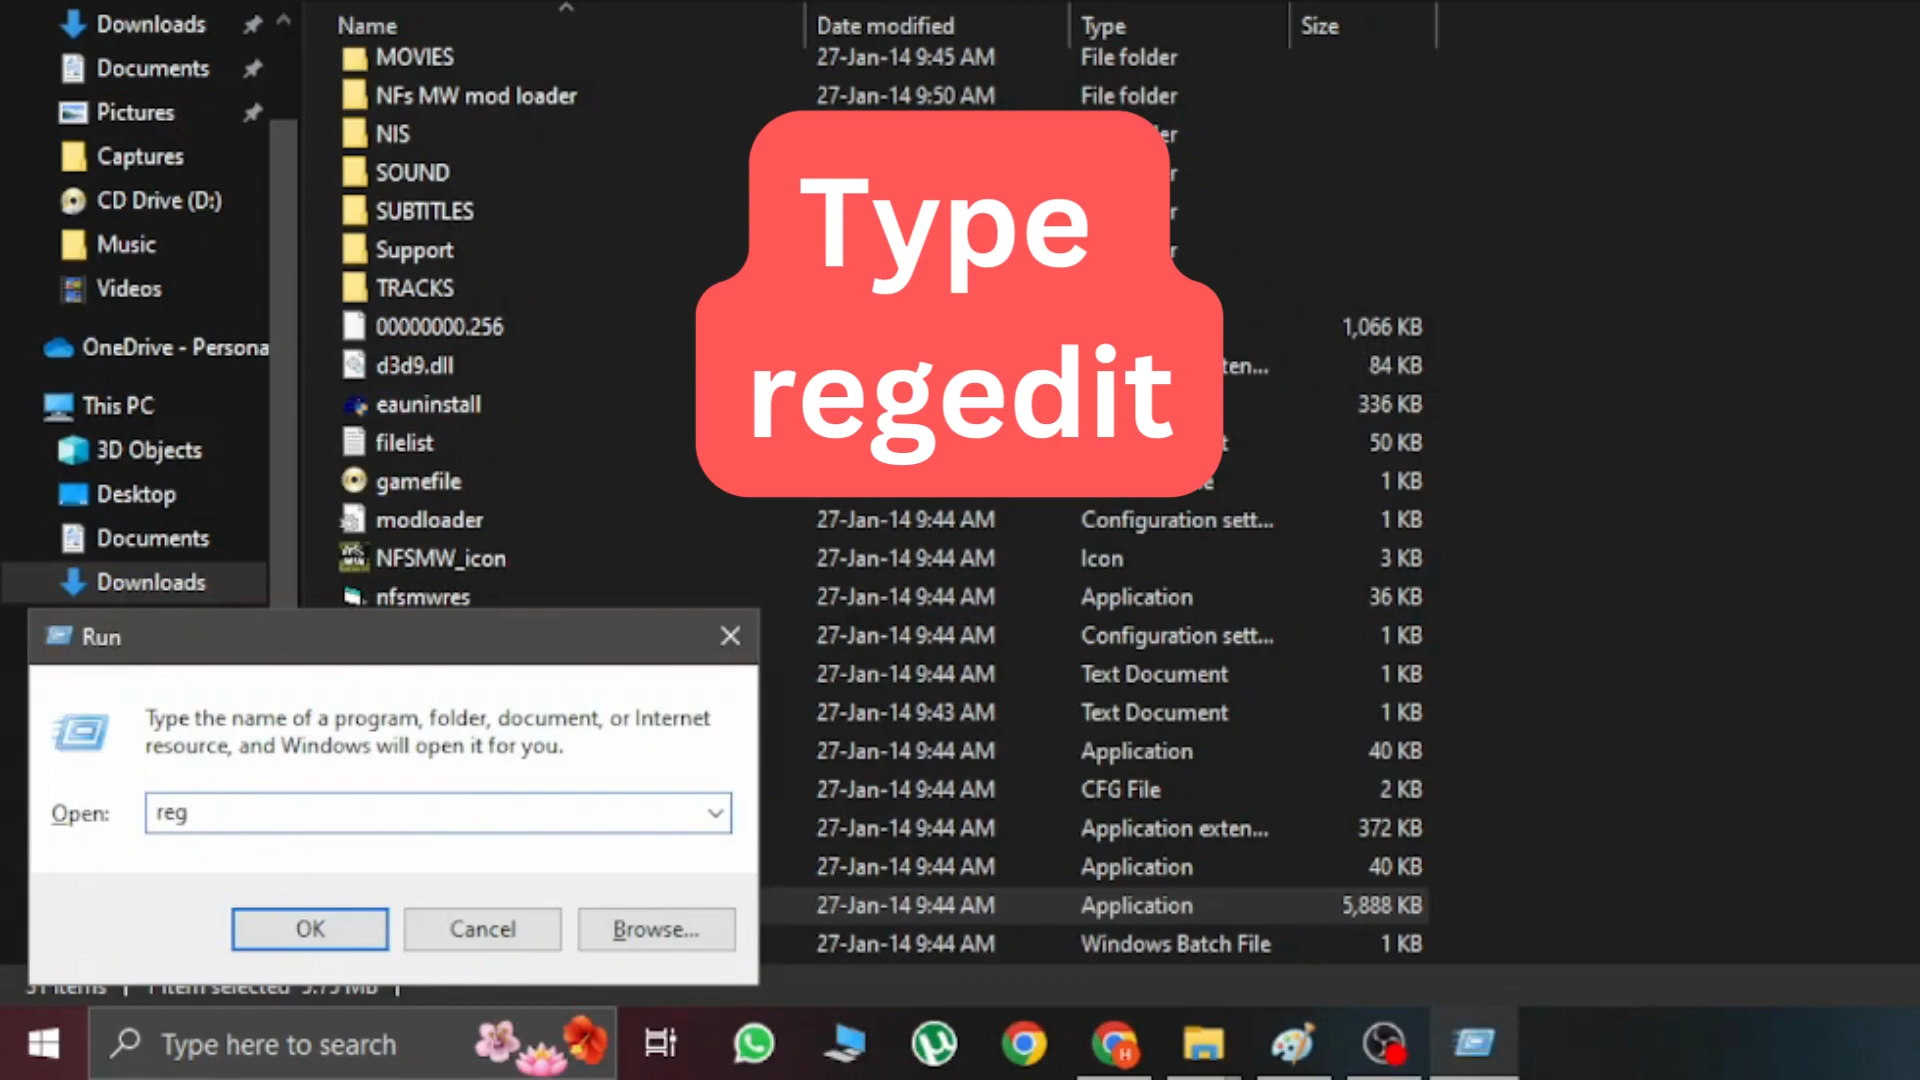 Downloads
Documents
Pictures
Captures
CD Drive (D:)
Music
Videos
OneDrive - Persona
This PC
3D Objects
Desktop
Documents
Downloads
Name Date modified Type Size
MOVIES 27-Jan-14 9:45 AM File folder
NFs MW mod loader 27-Jan-14 9:50 AM File folder
NIS er
SOUND r
SUBTITLES r
Support r
TRACKS
00000000.256 1,066 KB
d3d9.dll ten... 84 KB
eauninstall 336 KB
filelist t 50 KB
gamefile e 1 KB
modloader 27-Jan-14 9:44 AM Configuration sett... 1 KB
NFSMW_icon 27-Jan-14 9:44 AM Icon 3 KB
nfsmwres 27-Jan-14 9:44 AM Application 36 KB
27-Jan-14 9:44 AM Configuration sett... 1 KB
27-Jan-14 9:44 AM Text Document 1 KB
27-Jan-14 9:43 AM Text Document 1 KB
27-Jan-14 9:44 AM Application 40 KB
27-Jan-14 9:44 AM CFG File 2 KB
27-Jan-14 9:44 AM Application exten... 372 KB
27-Jan-14 9:44 AM Application 40 KB
27-Jan-14 9:44 AM Application 5,888 KB
27-Jan-14 9:44 AM Windows Batch File 1 KB
Type
regedit
Run
Type the name of a program, folder, document, or Internet
resource, and Windows will open it for you.
Open: reg
OK Cancel Browse...
31 items 1 item selected 5.75 MB
Type here to search
H